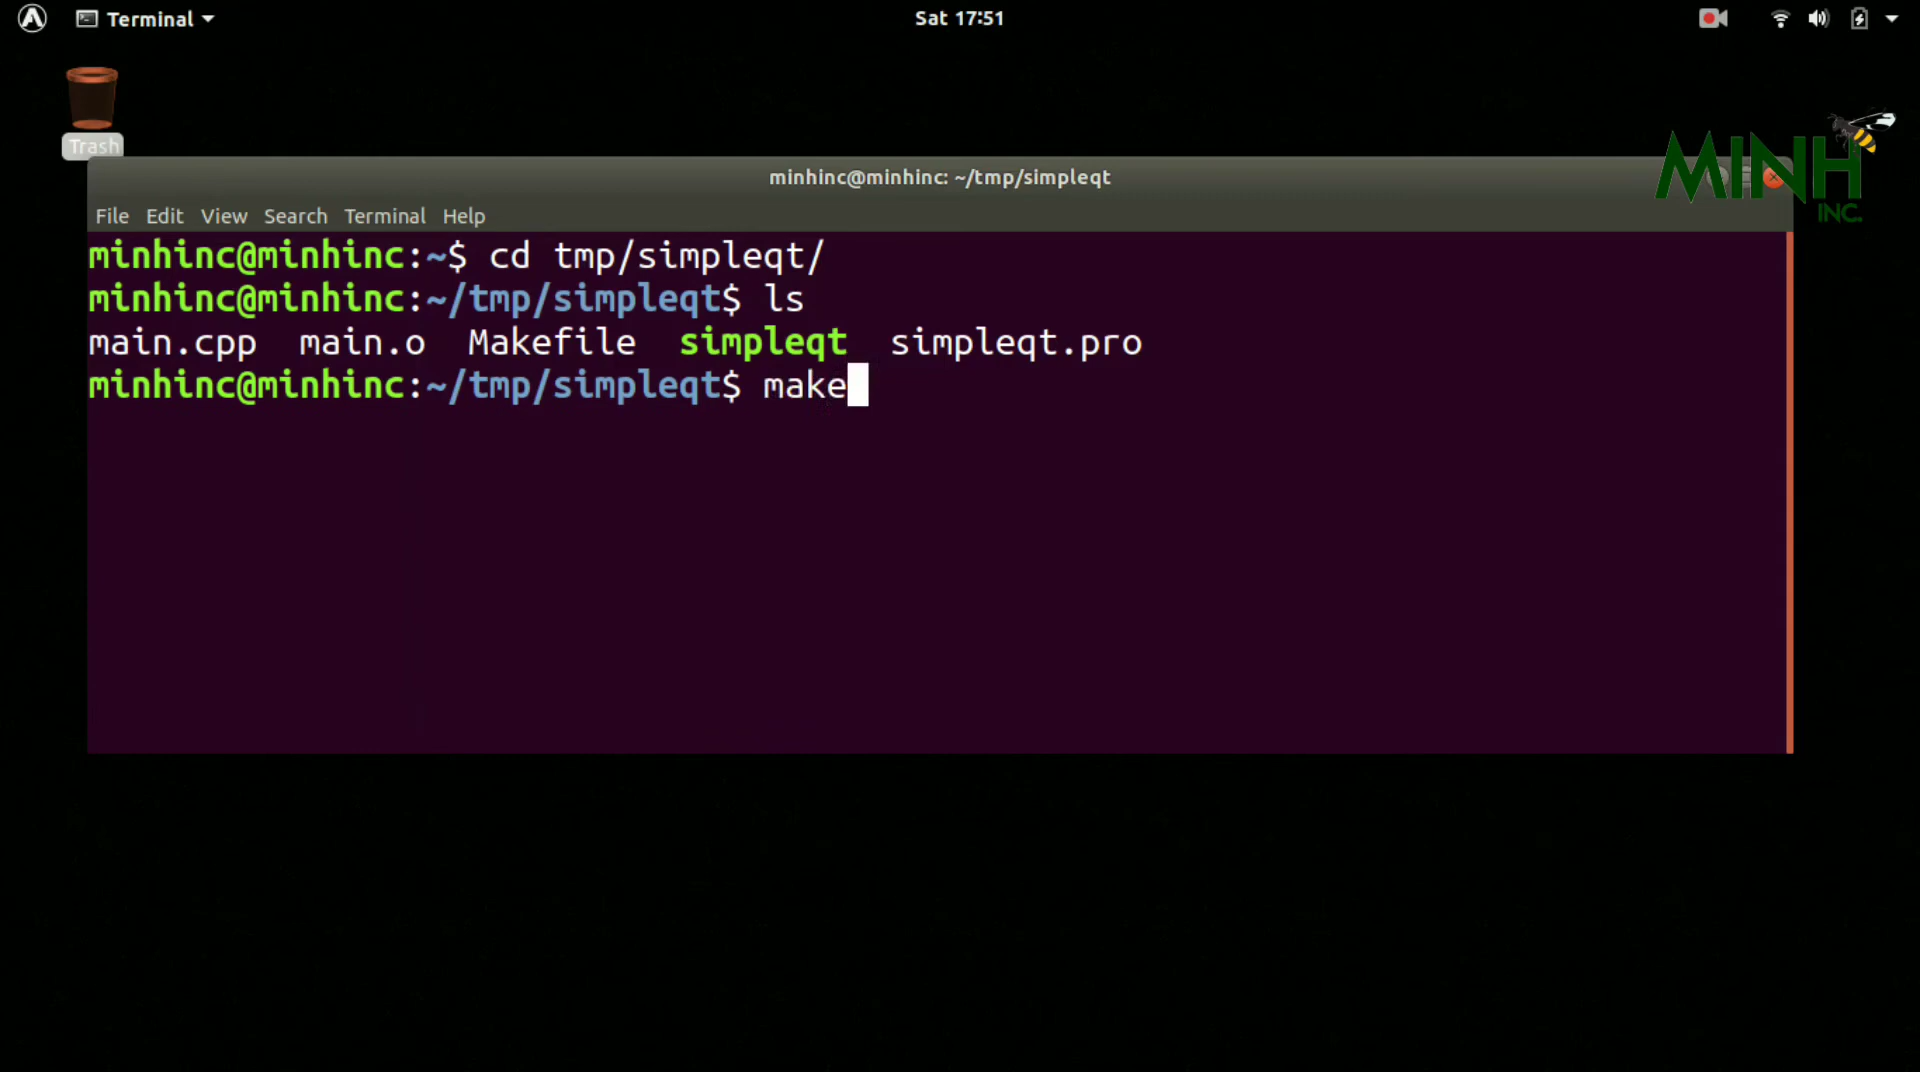 Terminal
Sat 17:51
Trash
MINH
INC.
minhinc@minhinc: ~/tmp/simpleqt
File Edit View Search Terminal Help
minhinc@minhinc:~$ cd tmp/simpleqt/
minhinc@minhinc:~/tmp/simpleqt$ ls
main.cpp main.o Makefile simpleqt simpleqt.pro
minhinc@minhinc:~/tmp/simpleqt$ make